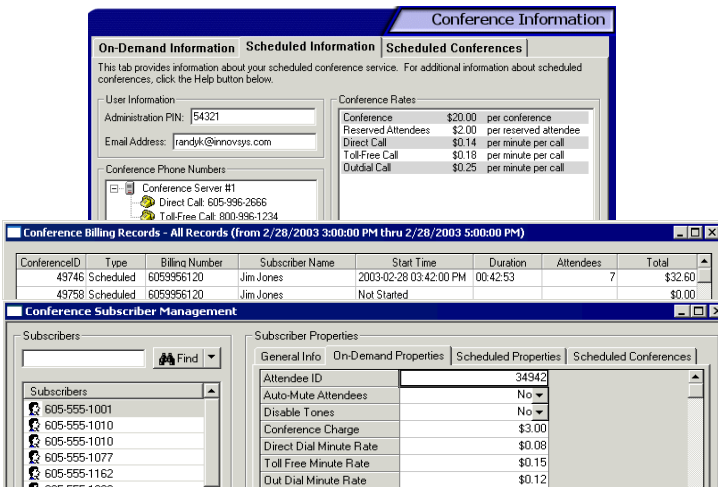 Conference Information
On-Demand Information Scheduled Information Scheduled Conferences
This tab provides information about your scheduled conference service. For additional information about scheduled
conferences, click the Help button below.
User Information
Administration PIN: 54321
Email Address: randyk@innovsys.com
Conference Phone Numbers
Conference Server #1
Direct Call: 605-996-2666
Toll-Free Call: 800-996-1234
Conference Rates
Conference $20.00 per conference
Reserved Attendees $2.00 per reserved attendee
Direct Call $0.14 per minute per call
Toll-Free Call $0.18 per minute per call
Outdial Call $0.25 per minute per call
Conference Billing Records - All Records (from 2/28/2003 3:00:00 PM thru 2/28/2003 5:00:00 PM)
ConferenceID Type Billing Number Subscriber Name Start Time Duration Attendees Total
49746 Scheduled 6059956120 Jim Jones 2003-02-28 03:42:00 PM 00:42:53 7 $32.60
49758 Scheduled 6059956120 Jim Jones Not Started $0.00
Conference Subscriber Management
Subscribers
Find
Subscribers
605-555-1001
605-555-1010
605-555-1010
605-555-1077
605-555-1162
Subscriber Properties
General Info On-Demand Properties Scheduled Properties Scheduled Conferences
Attendee ID 34942
Auto-Mute Attendees No
Disable Tones No
Conference Charge $3.00
Direct Dial Minute Rate $0.08
Toll Free Minute Rate $0.15
Out Dial Minute Rate $0.12